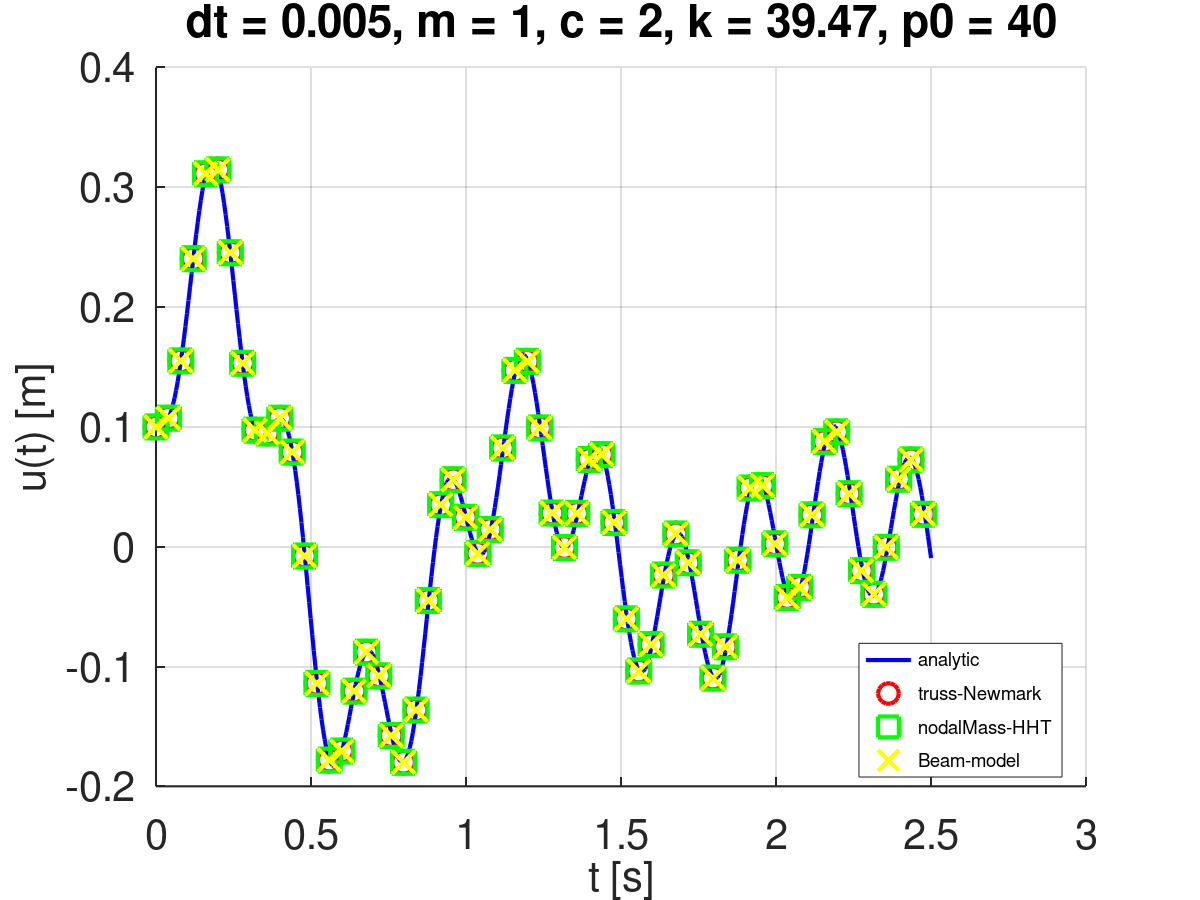 dt = 0.005, m = 1, c = 2, k = 39.47, p0 = 40
0.4
0.3
0.2
0.1
0
-0.1
-0.2
u(t) [m]
analytic
truss-Newmark
nodalMass-HHT
Beam-model
0 0.5 1 1.5 2 2.5 3
t [s]